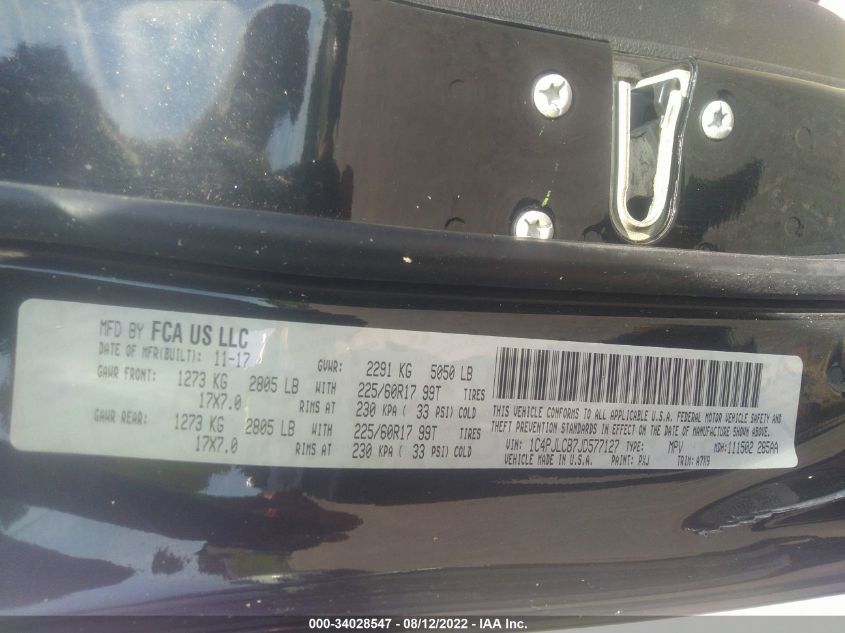 MFD BY FCA US LLC
DATE OF MFR(BUILT): 11-17
GVWR: 2291 KG 5050 LB
GAWR FRONT: 1273 KG 2805 LB WITH 225/60R17 99T TIRES
17X7.0 RIMS AT 230 KPA ( 33 PSI) COLD
GAWR REAR: 1273 KG 2805 LB WITH 225/60R17 99T TIRES
17X7.0 RIMS AT 230 KPA ( 33 PSI) COLD
THIS VEHICLE CONFORMS TO ALL APPLICABLE U.S.A. FEDERAL MOTOR VEHICLE SAFETY AND
THEFT PREVENTION STANDARDS IN EFFECT ON THE DATE OF MANUFACTURE SHOWN ABOVE.
VIN: 1C4PJLCB7JD577127 TYPE: MPV MDH:111502 285AA
VEHICLE MADE IN U.S.A. PAINT: PXJ TRIM: A7X9
000-34028547 - 08/12/2022 - IAA Inc.